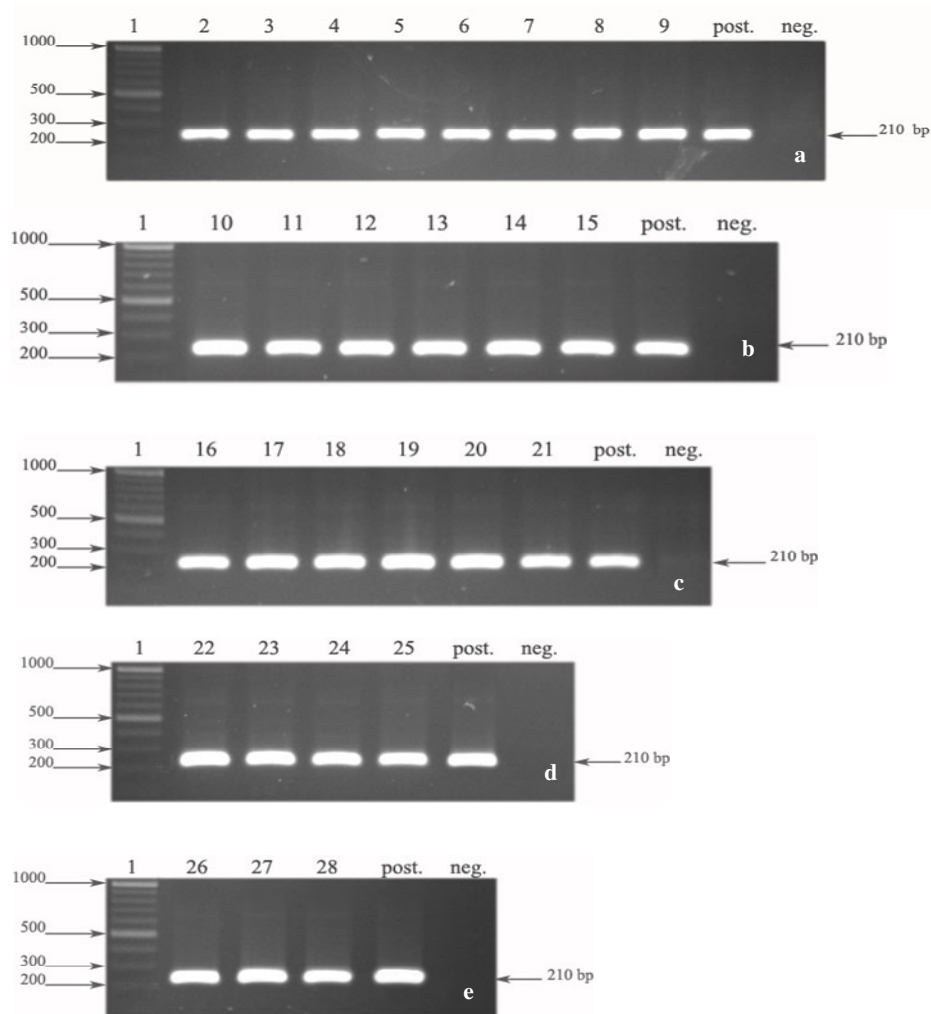 1 2 3 4 5 6 7 8 9 post. neg.
1000
500
300
200
210 bp
a
1 10 11 12 13 14 15 post. neg.
1000
500
300
200
210 bp
b
1 16 17 18 19 20 21 post. neg.
1000
500
300
200
210 bp
c
1 22 23 24 25 post. neg.
1000
500
300
200
210 bp
d
1 26 27 28 post. neg.
1000
500
300
200
210 bp
e